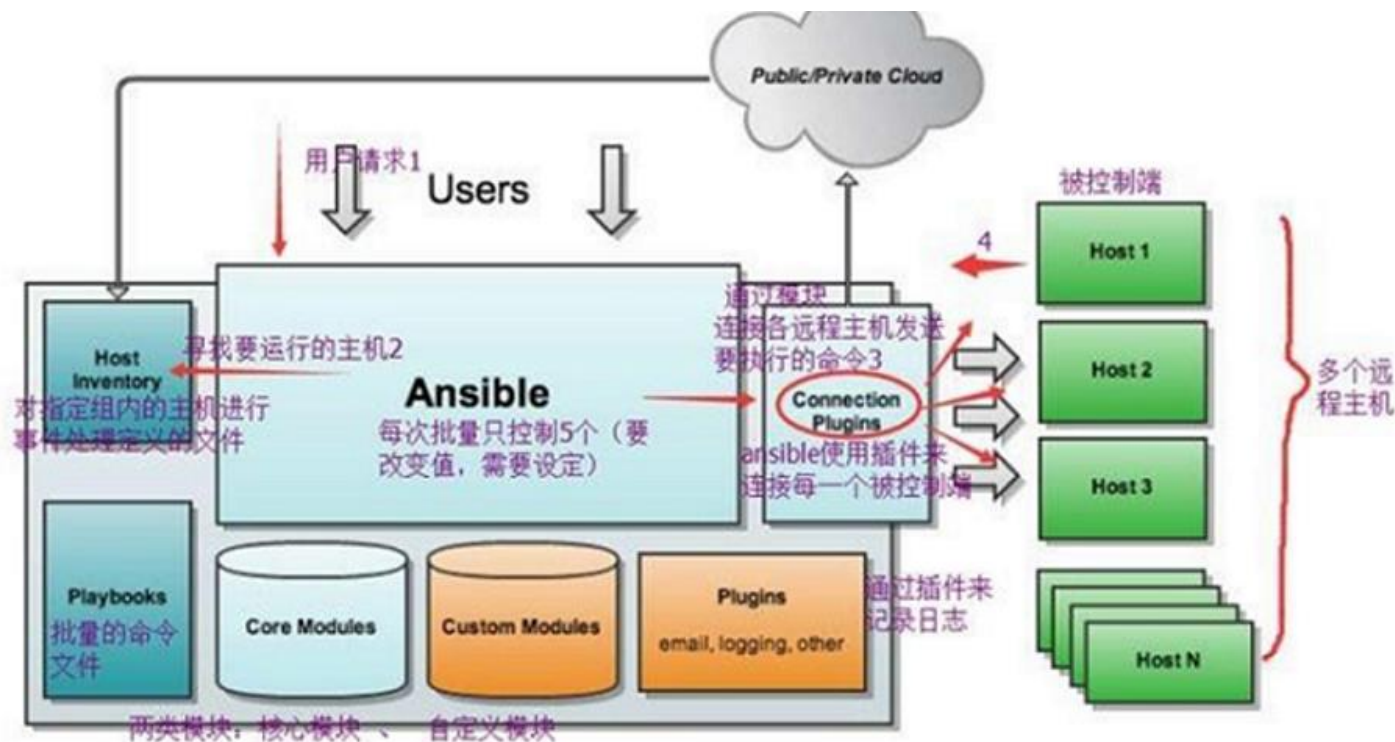 Public/Private Cloud
用户请求1
Users
被控制端
Host 1
4
通过模块
连接各远程主机发送
要执行的命令3
Host
Inventory
寻找要运行的主机2
对指定组内的主机进行
事件处理定义的文件
Ansible
每次批量只控制5个（要
改变值，需要设定）
Connection
Plugins
ansible使用插件来
连接每一个被控制端
Host 2
Host 3
多个远
程主机
Playbooks
批量的命令
文件
Core Modules
Custom Modules
Plugins
email, logging, other
通过插件来
记录日志
Host N
两类模块：核心模块 、 自定义模块